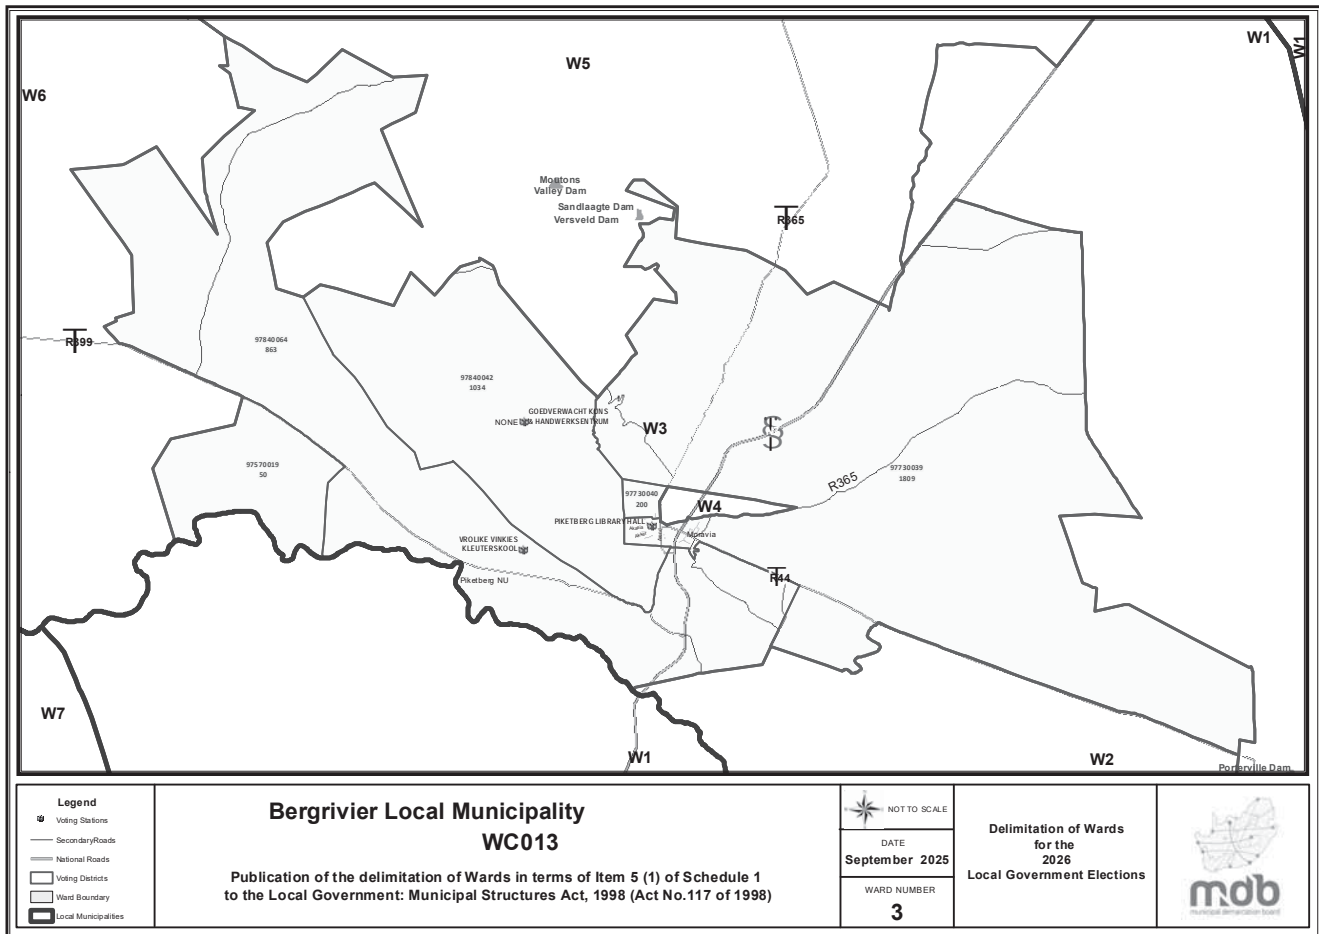 W1
W1
W5
W6
Moutons
Valley Dam
Sandlaagte Dam
Versveld Dam
R365
R399
97840064
863
97840042
1034
GOEDVERWACHT KONS
NONE & HANDWERKSENTRUM
W3
97570019
50
97730039
1809
R365
97730040
200
W4
PIKETBERG LIBRARY HALL
Moravia
VROLIKE VINKIES
KLEUTERSKOOL
Piketberg NU
R44
W7
W1
W2
Porterville Dam
Legend
Voting Stations
SecondaryRoads
National Roads
Voting Districts
Ward Boundary
Local Municipalities
Bergrivier Local Municipality
WC013
Publication of the delimitation of Wards in terms of Item 5 (1) of Schedule 1
to the Local Government: Municipal Structures Act, 1998 (Act No.117 of 1998)
NOT TO SCALE
DATE
September 2025
WARD NUMBER
3
Delimitation of Wards
for the
2026
Local Government Elections
mdb
municipal demarcation board